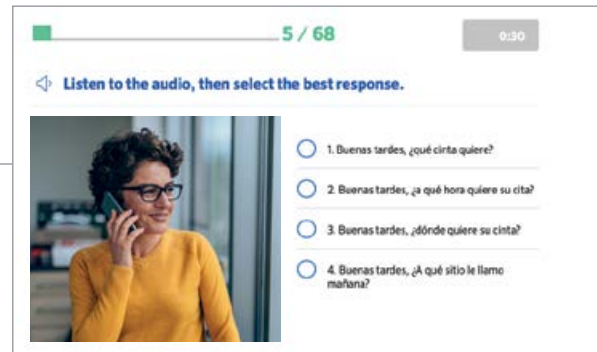 5 / 68
0:30
Listen to the audio, then select the best response.
1. Buenas tardes, ¿qué cinta quiere?
2. Buenas tardes, ¿a qué hora quiere su cita?
3. Buenas tardes, ¿dónde quiere su cinta?
4. Buenas tardes, ¿A qué sitio le llamo
mañana?